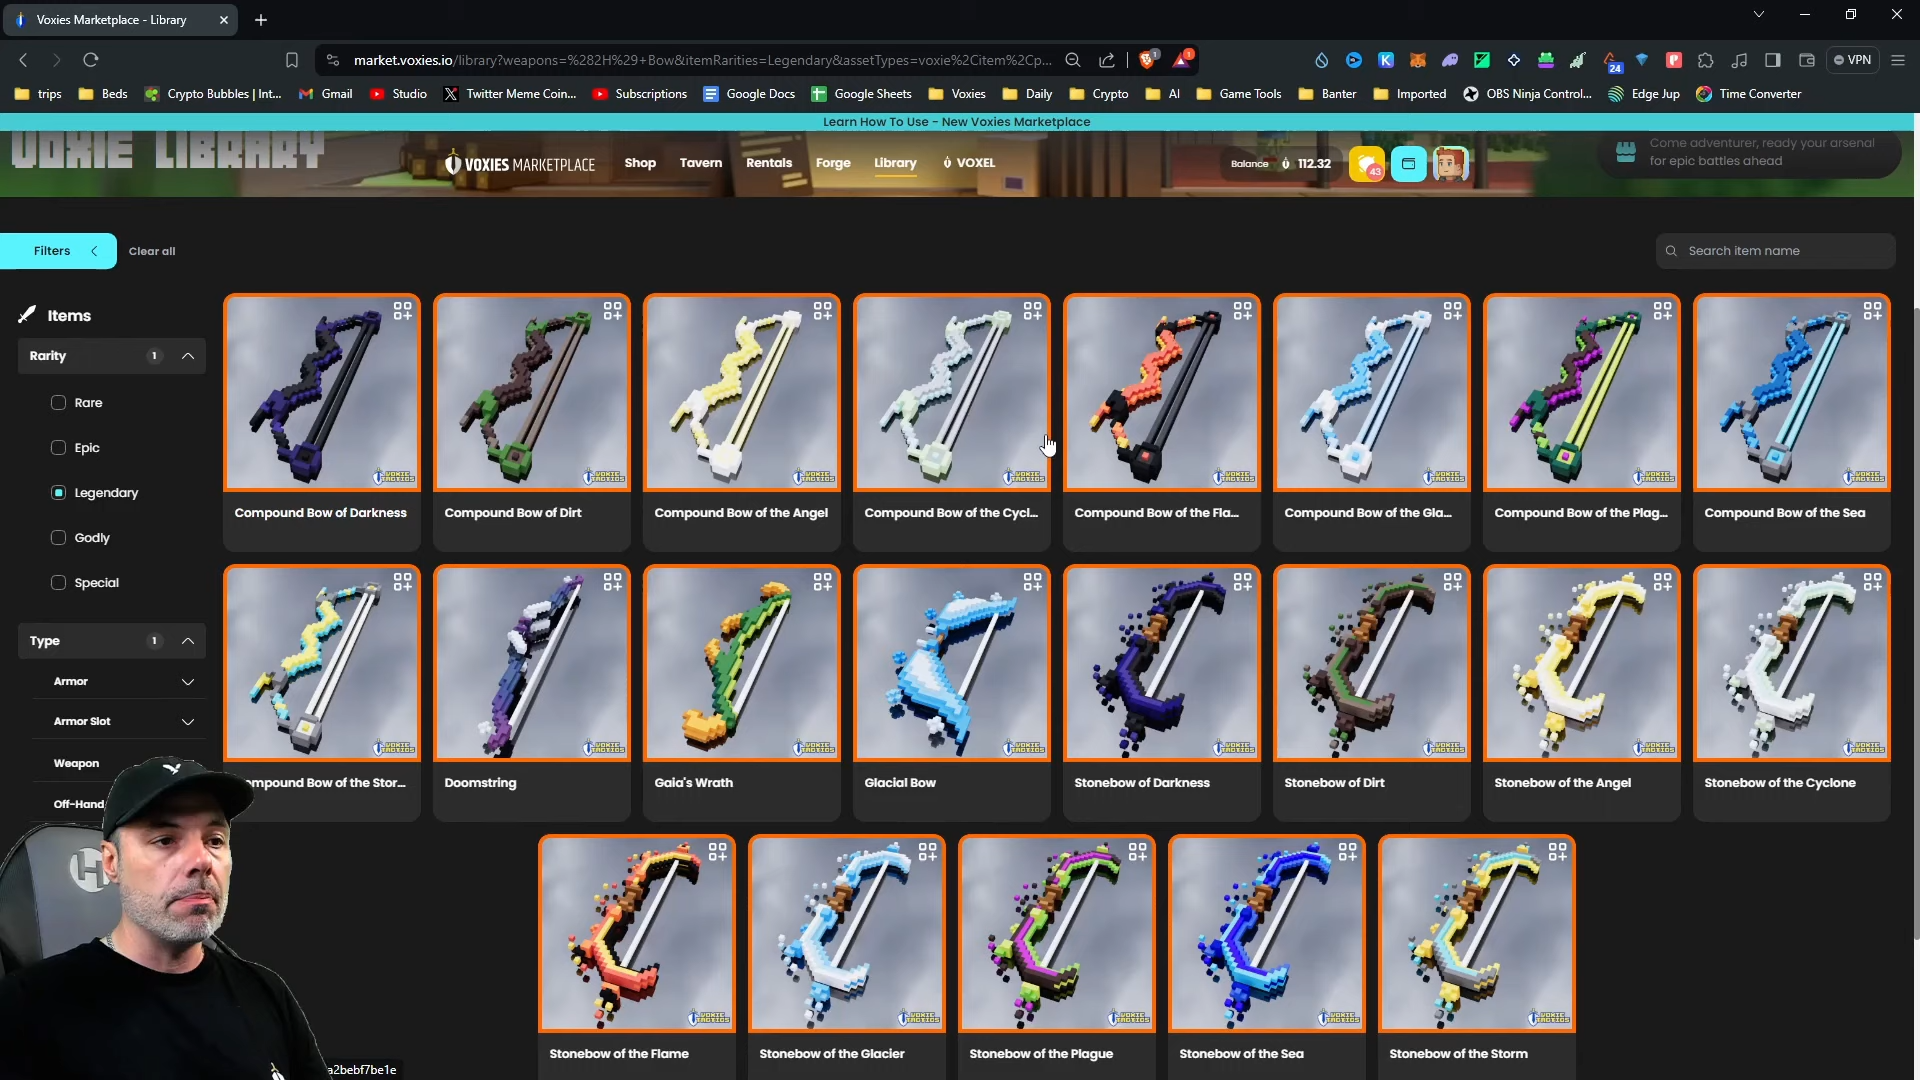 Voxies Marketplace - Library
market.voxies.io/library?weapons=%282H%29+Bow&itemRarities=Legendary&assetTypes=voxie%2Citem%2Cp...
1
1
24
VPN
trips
Beds
Crypto Bubbles | Int...
Gmail
Studio
Twitter Meme Coin...
Subscriptions
Google Docs
Google Sheets
Voxies
Daily
Crypto
AI
Game Tools
Banter
Imported
OBS Ninja Control...
Edge Jup
Time Converter
Learn How To Use - New Voxies Marketplace
VOXIE LIBRARY
VOXIES MARKETPLACE
Shop
Tavern
Rentals
Forge
Library
VOXEL
Balance
112.32
43
Come adventurer, ready your arsenal
for epic battles ahead
Filters
Clear all
Search item name
Items
Rarity
1
Rare
Epic
Legendary
Godly
Special
Type
1
Armor
Armor Slot
Weapon
Off-Hand
Compound Bow of Darkness
Compound Bow of Dirt
Compound Bow of the Angel
Compound Bow of the Cycl...
Compound Bow of the Fla...
Compound Bow of the Gla...
Compound Bow of the Plag...
Compound Bow of the Sea
ompound Bow of the Stor...
Doomstring
Gaia's Wrath
Glacial Bow
Stonebow of Darkness
Stonebow of Dirt
Stonebow of the Angel
Stonebow of the Cyclone
Stonebow of the Flame
Stonebow of the Glacier
Stonebow of the Plague
Stonebow of the Sea
Stonebow of the Storm
a2bebf7be1e